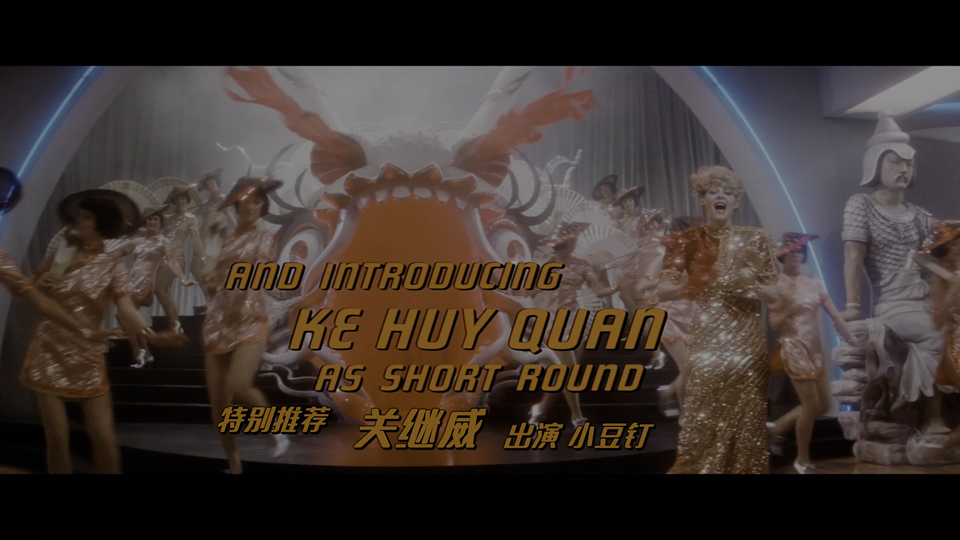 AND INTRODUCING
KE HUY QUAN
AS SHORT ROUND
特别推荐 关继威 出演 小豆钉